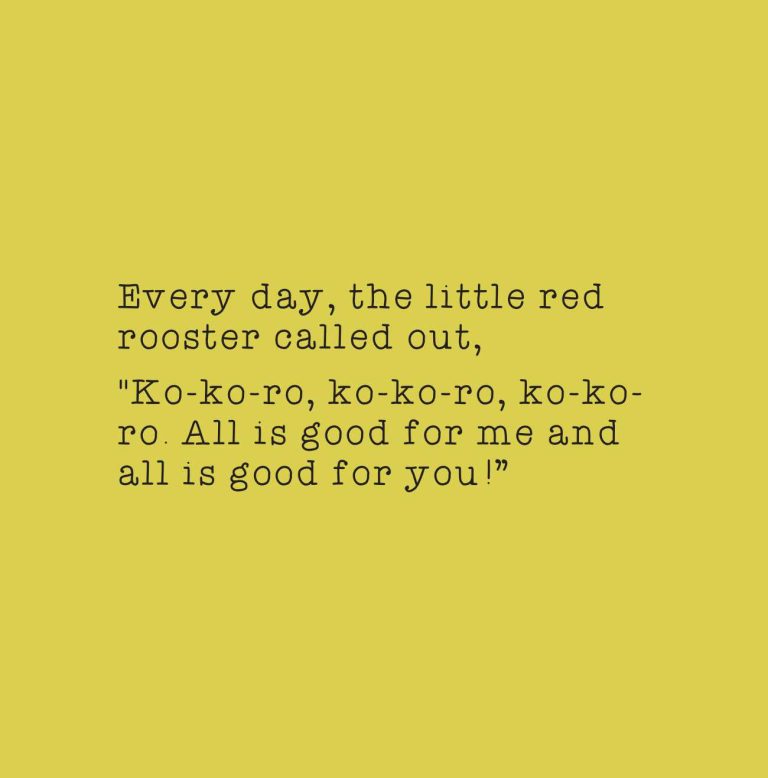 Every day, the little red
rooster called out,
"Ko-ko-ro, ko-ko-ro, ko-ko-
ro. All is good for me and
all is good for you!”